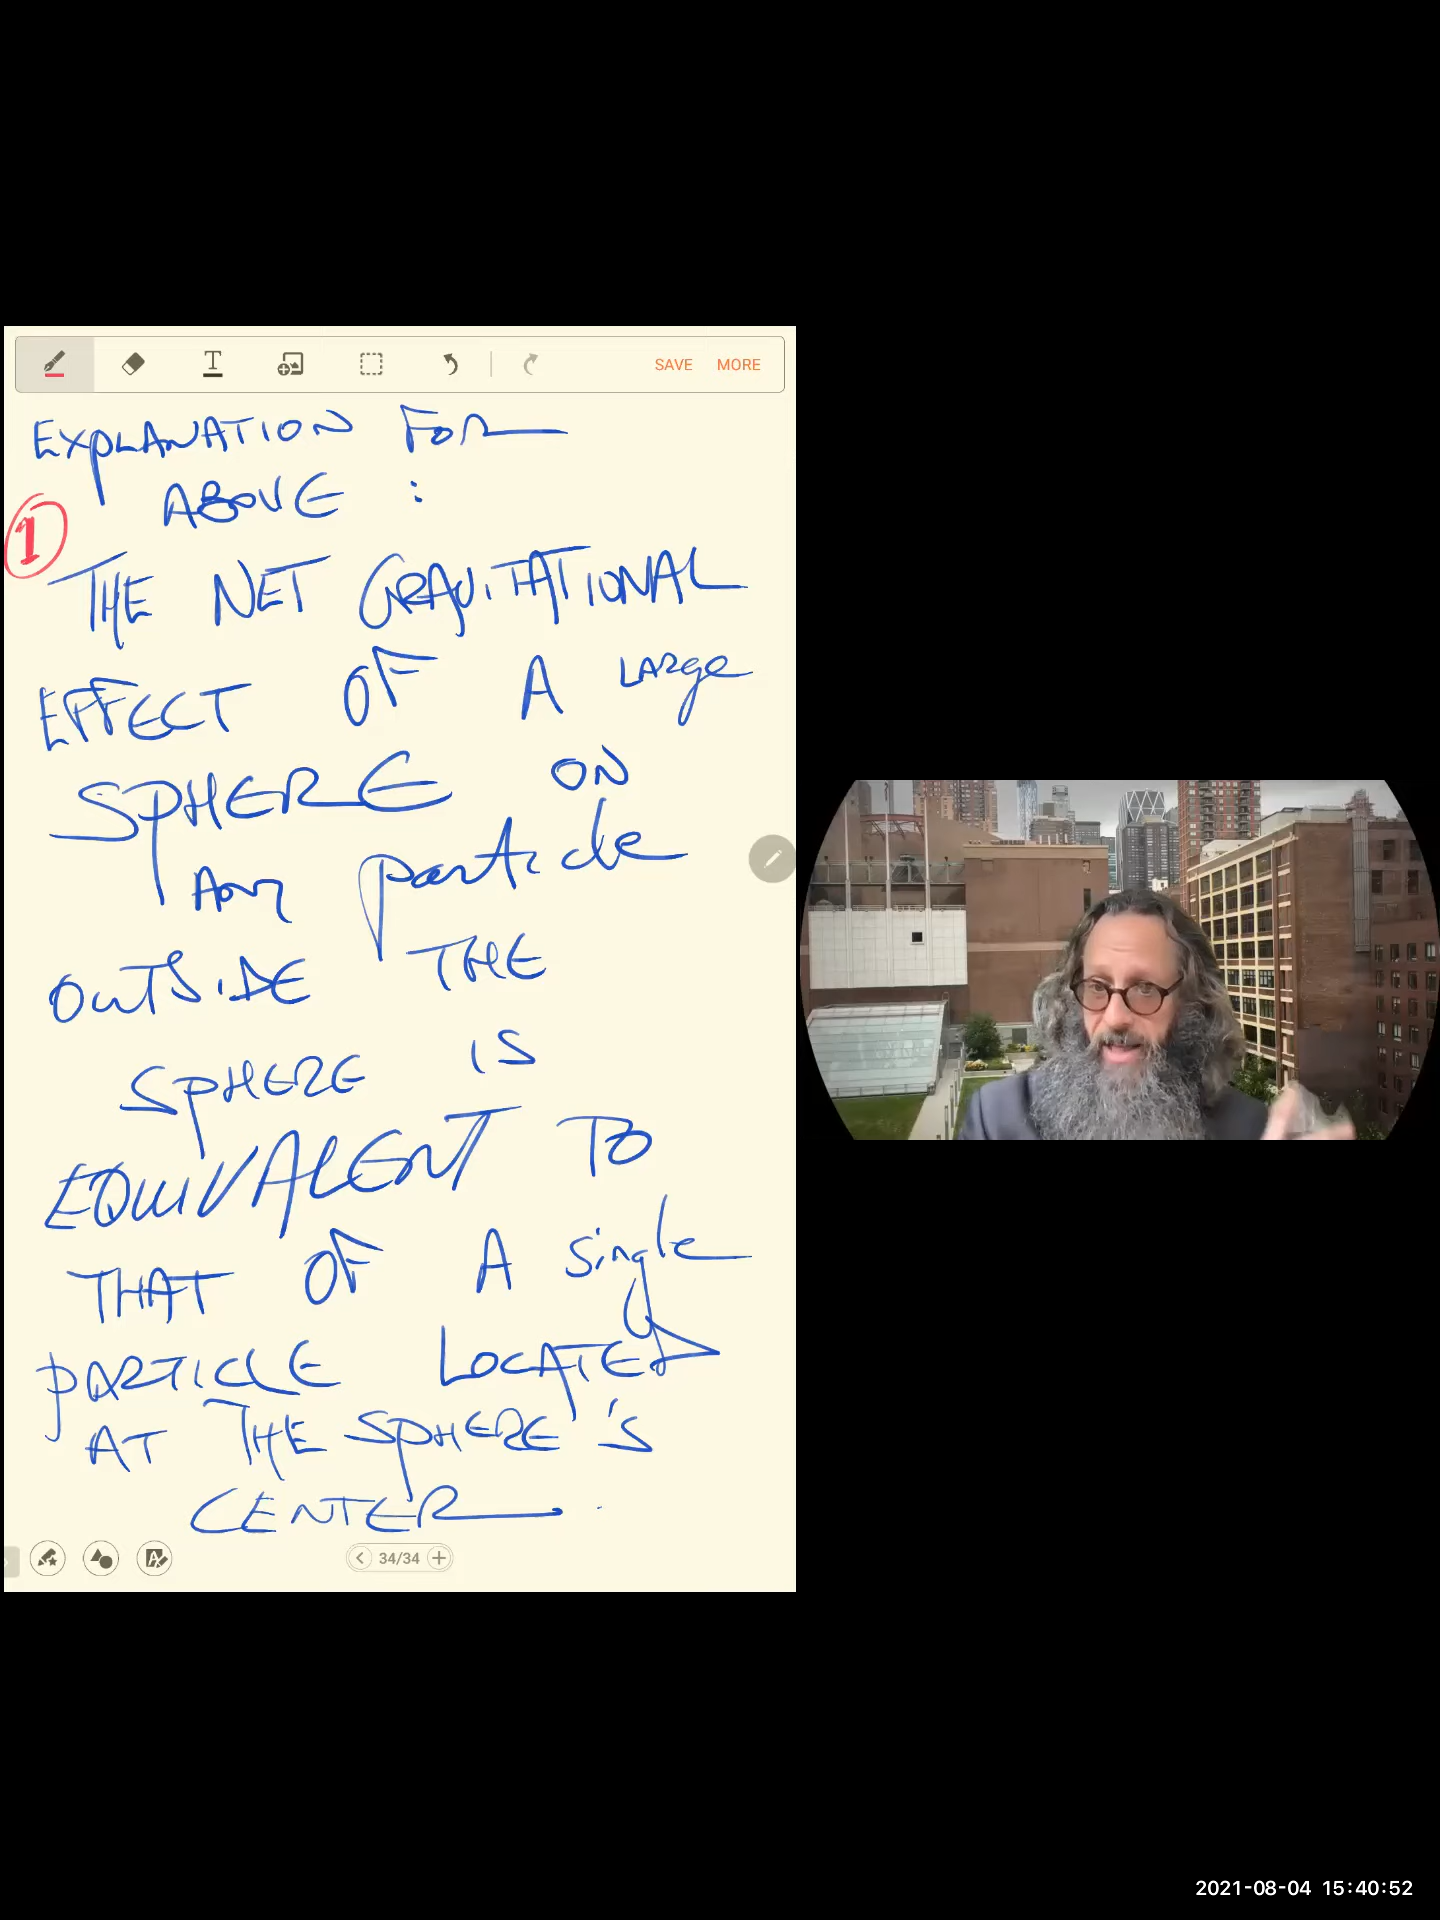 SAVE MORE
EXPLANATION FOR
ABOVE :
1
THE NET GRAVITATIONAL
EFFECT OF A LARGE
SPHERE ON
Any particle
OUTSIDE THE
SPHERE IS
EQUIVALENT TO
THAT OF A single
PARTICLE LOCATED
AT THE SPHERE'S
CENTER.
34/34
2021-08-04 15:40:52